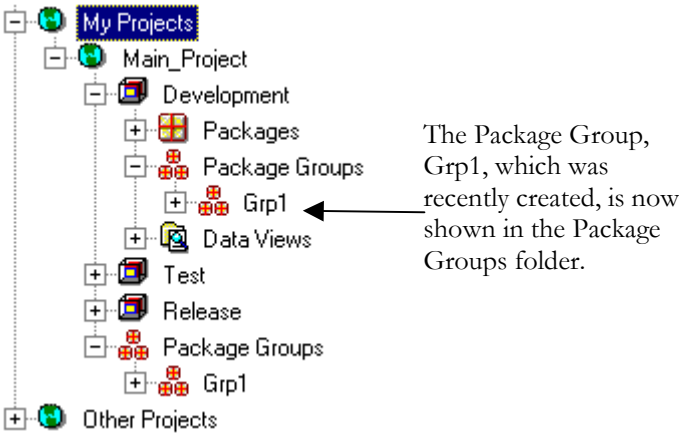 My Projects
Main_Project
Development
Packages
Package Groups
Grp1
Data Views
Test
Release
Package Groups
Grp1
Other Projects
The Package Group,
Grp1, which was
recently created, is now
shown in the Package
Groups folder.